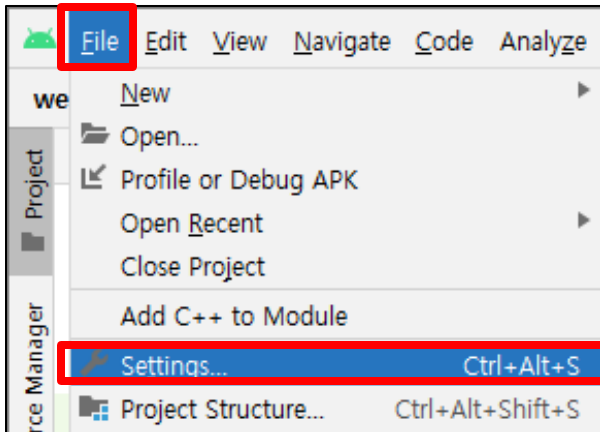 File Edit View Navigate Code Analyze
we
New
Open...
Profile or Debug APK
Open Recent
Close Project
Add C++ to Module
Settings... Ctrl+Alt+S
Project Structure... Ctrl+Alt+Shift+S
Project
rce Manager